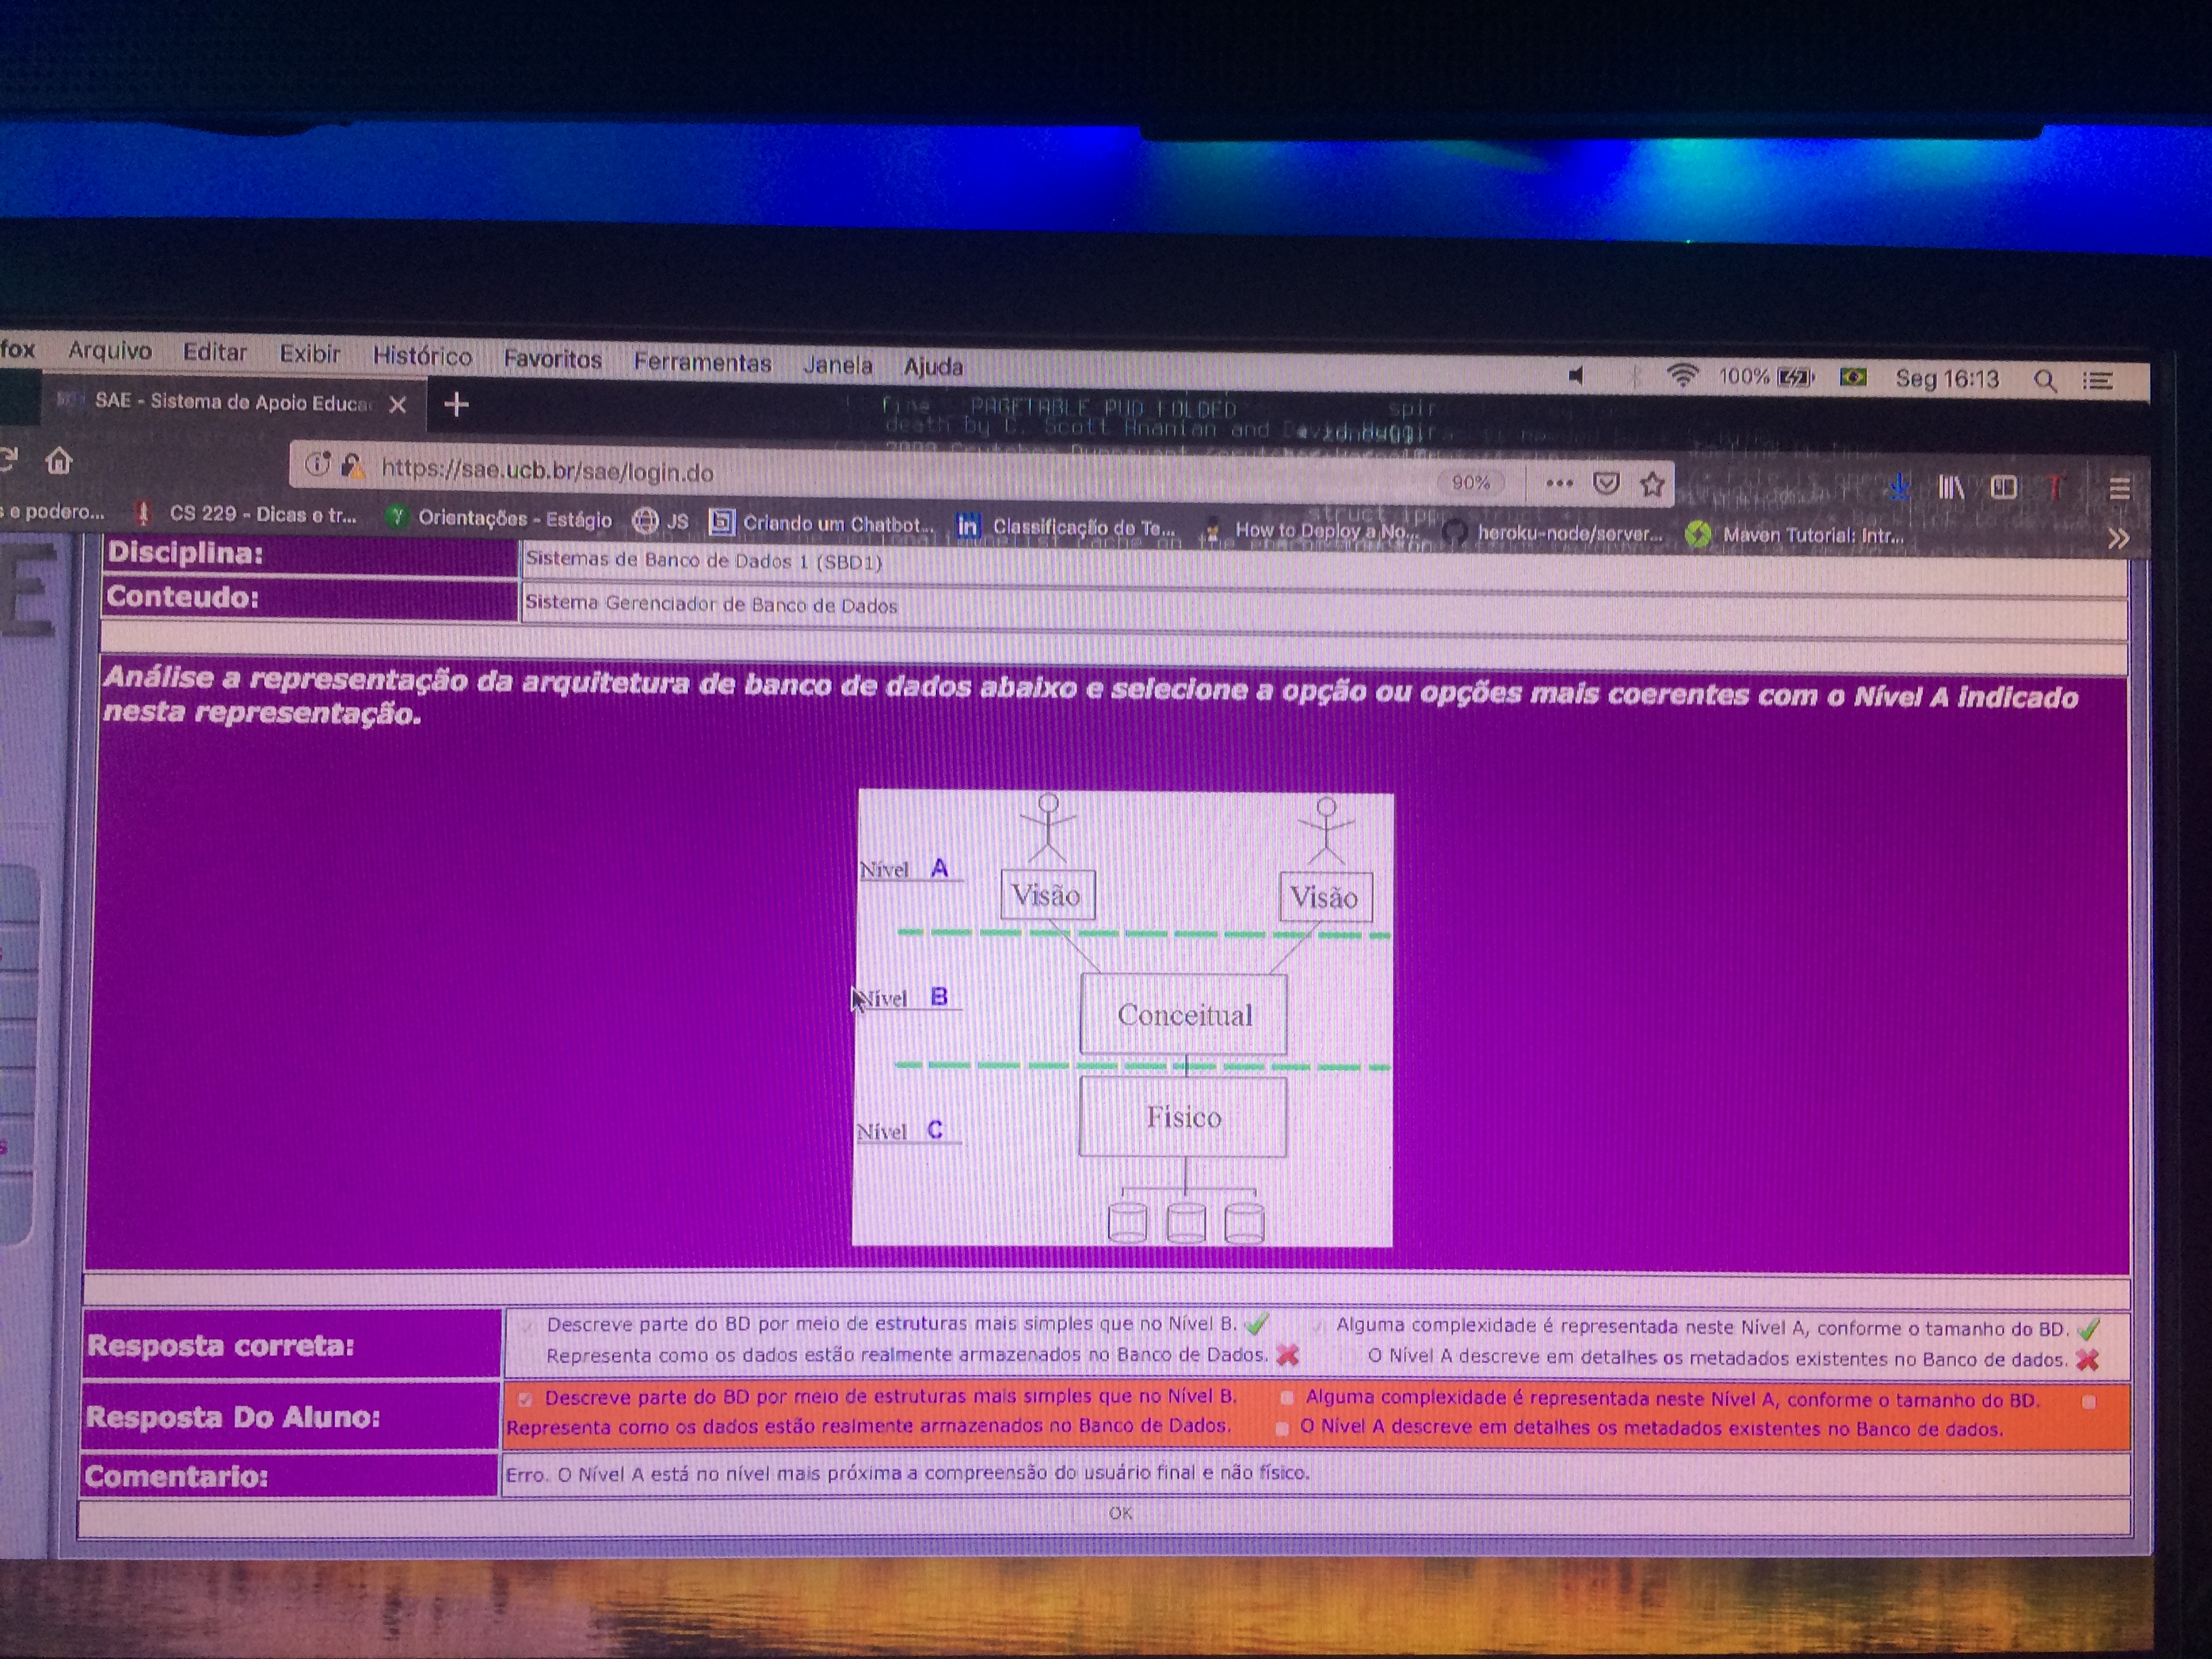 fox Arquivo Editar Exibir Histórico Favoritos Ferramentas Janela Ajuda 100% Seg 16:13
SAE - Sistema de Apoio Educa
fine PAGETABLE_PUD_FOLDED spir
death by C. Scott Ananian and
https://sae.ucb.br/sae/login.do 90%
s e podero... CS 229 - Dicas e tr... Orientações - Estágio JS Criando um Chatbot... Classificação de Te... How to Deploy a No... heroku-node/server... Maven Tutorial: Intr...
Disciplina: Sistemas de Banco de Dados 1 (SBD1)
Conteudo: Sistema Gerenciador de Banco de Dados
Análise a representação da arquitetura de banco de dados abaixo e selecione a opção ou opções mais coerentes com o Nível A indicado
nesta representação.
Nível A
Visão Visão
Nível B
Conceitual
Físico
Nível C
Resposta correta:
Descreve parte do BD por meio de estruturas mais simples que no Nível B. Alguma complexidade é representada neste Nível A, conforme o tamanho do BD.
Representa como os dados estão realmente armazenados no Banco de Dados. O Nível A descreve em detalhes os metadados existentes no Banco de dados.
Resposta Do Aluno:
Descreve parte do BD por meio de estruturas mais simples que no Nível B. Alguma complexidade é representada neste Nível A, conforme o tamanho do BD.
Representa como os dados estão realmente armazenados no Banco de Dados. O Nível A descreve em detalhes os metadados existentes no Banco de dados.
Comentario: Erro. O Nível A está no nível mais próxima a compreensão do usuário final e não físico.
OK